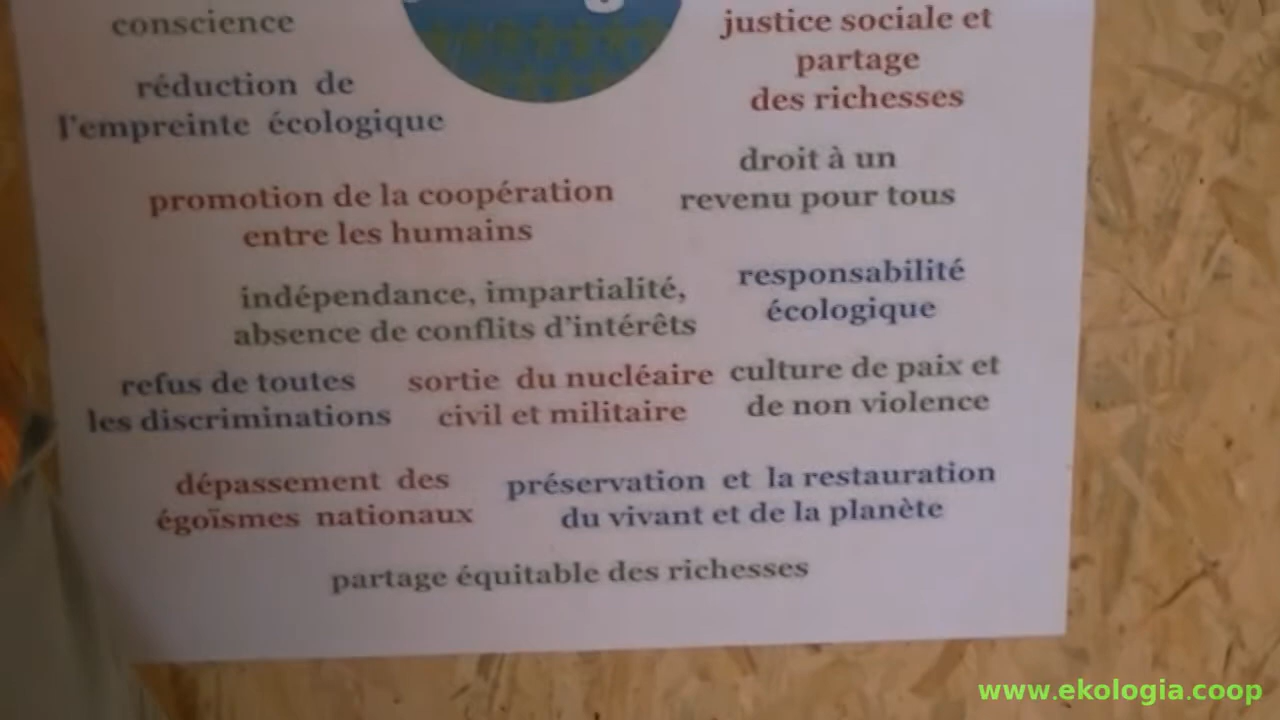 conscience
justice sociale et
partage
des richesses
réduction de
l'empreinte écologique
droit à un
revenu pour tous
promotion de la coopération
entre les humains
indépendance, impartialité,
absence de conflits d'intérêts
responsabilité
écologique
refus de toutes
les discriminations
sortie du nucléaire
civil et militaire
culture de paix et
de non violence
dépassement des
égoïsmes nationaux
préservation et la restauration
du vivant et de la planète
partage équitable des richesses
www.ekologia.coop